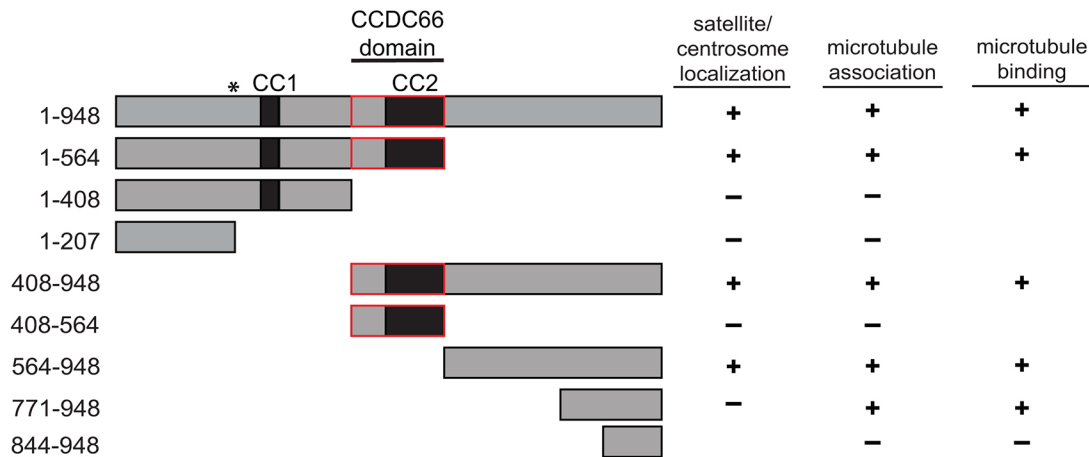 CCDC66
domain
satellite/
centrosome
localization
microtubule
association
microtubule
binding
* CC1 CC2
1-948 + + +
1-564 + + +
1-408 – –
1-207 – –
408-948 + + +
408-564 – –
564-948 + + +
771-948 – + +
844-948 – –